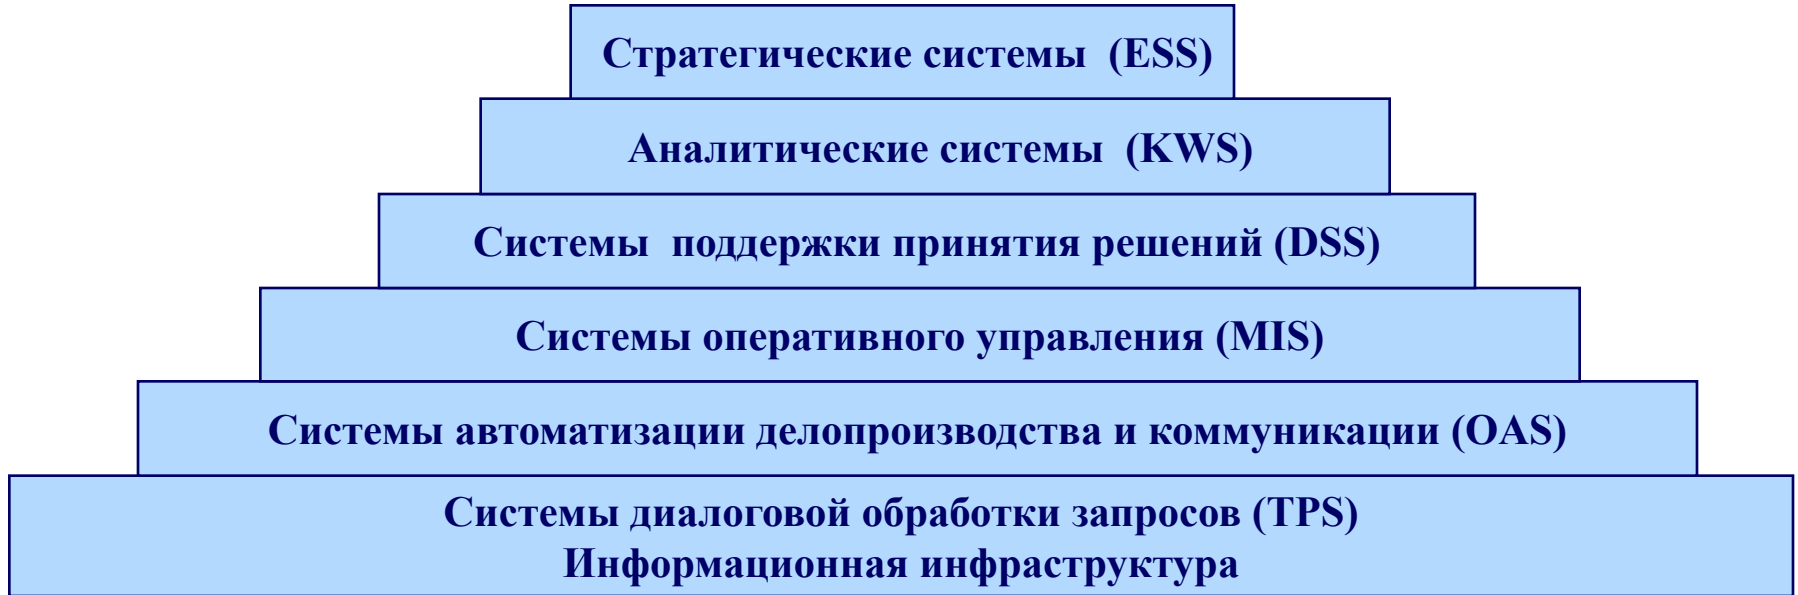 Стратегические системы (ESS)
Аналитические системы (KWS)
Системы поддержки принятия решений (DSS)
Системы оперативного управления (MIS)
Системы автоматизации делопроизводства и коммуникации (OAS)
Системы диалоговой обработки запросов (TPS)
Информационная инфраструктура